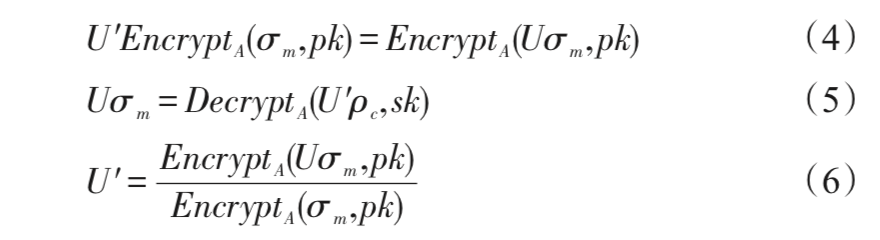 U'Encrypt_A(σ_m,pk)=Encrypt_A(Uσ_m,pk) （4）
Uσ_m=Decrypt_A(U'ρ_c,sk) （5）
U'=\frac{Encrypt_A(Uσ_m,pk)}{Encrypt_A(σ_m,pk)} （6）